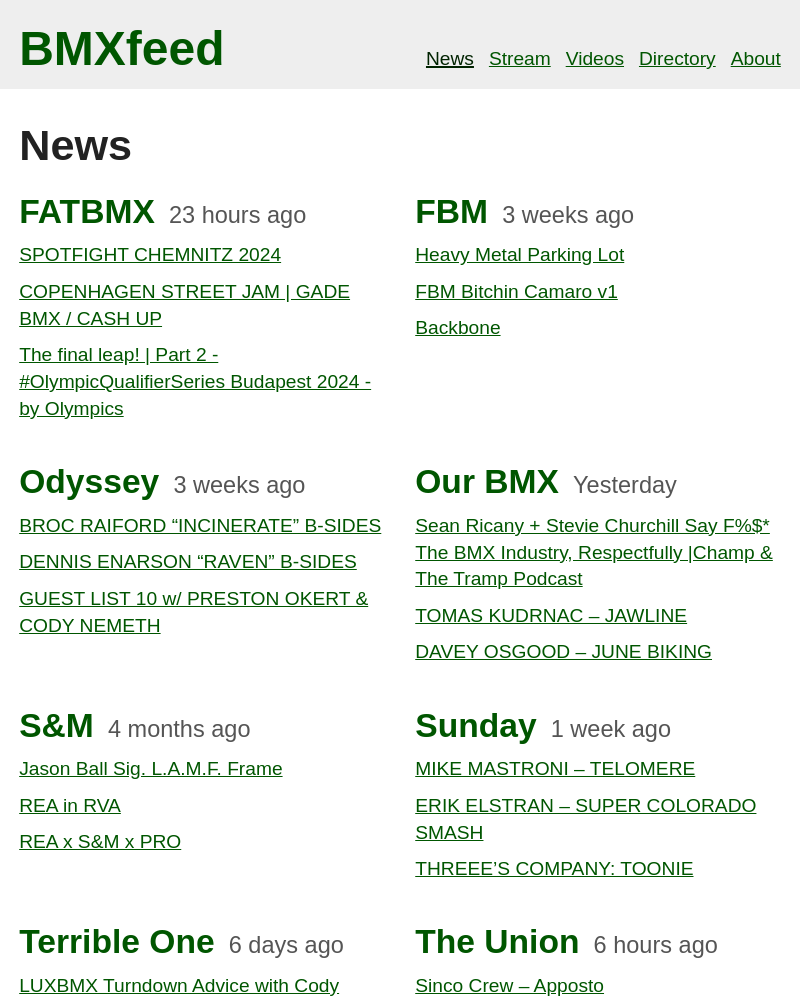 BMXfeed
News Stream Videos Directory About
News
FATBMX 23 hours ago
SPOTFIGHT CHEMNITZ 2024
COPENHAGEN STREET JAM | GADE
BMX / CASH UP
The final leap! | Part 2 -
#OlympicQualifierSeries Budapest 2024 -
by Olympics
FBM 3 weeks ago
Heavy Metal Parking Lot
FBM Bitchin Camaro v1
Backbone
Odyssey 3 weeks ago
BROC RAIFORD “INCINERATE” B-SIDES
DENNIS ENARSON “RAVEN” B-SIDES
GUEST LIST 10 w/ PRESTON OKERT &
CODY NEMETH
Our BMX Yesterday
Sean Ricany + Stevie Churchill Say F%$*
The BMX Industry, Respectfully |Champ &
The Tramp Podcast
TOMAS KUDRNAC – JAWLINE
DAVEY OSGOOD – JUNE BIKING
S&M 4 months ago
Jason Ball Sig. L.A.M.F. Frame
REA in RVA
REA x S&M x PRO
Sunday 1 week ago
MIKE MASTRONI – TELOMERE
ERIK ELSTRAN – SUPER COLORADO
SMASH
THREEE’S COMPANY: TOONIE
Terrible One 6 days ago
LUXBMX Turndown Advice with Cody
The Union 6 hours ago
Sinco Crew – Apposto